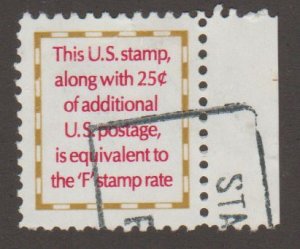 This U.S. stamp,
along with 25¢
of additional
U.S. postage,
is equivalent to
the 'F' stamp rate
STA